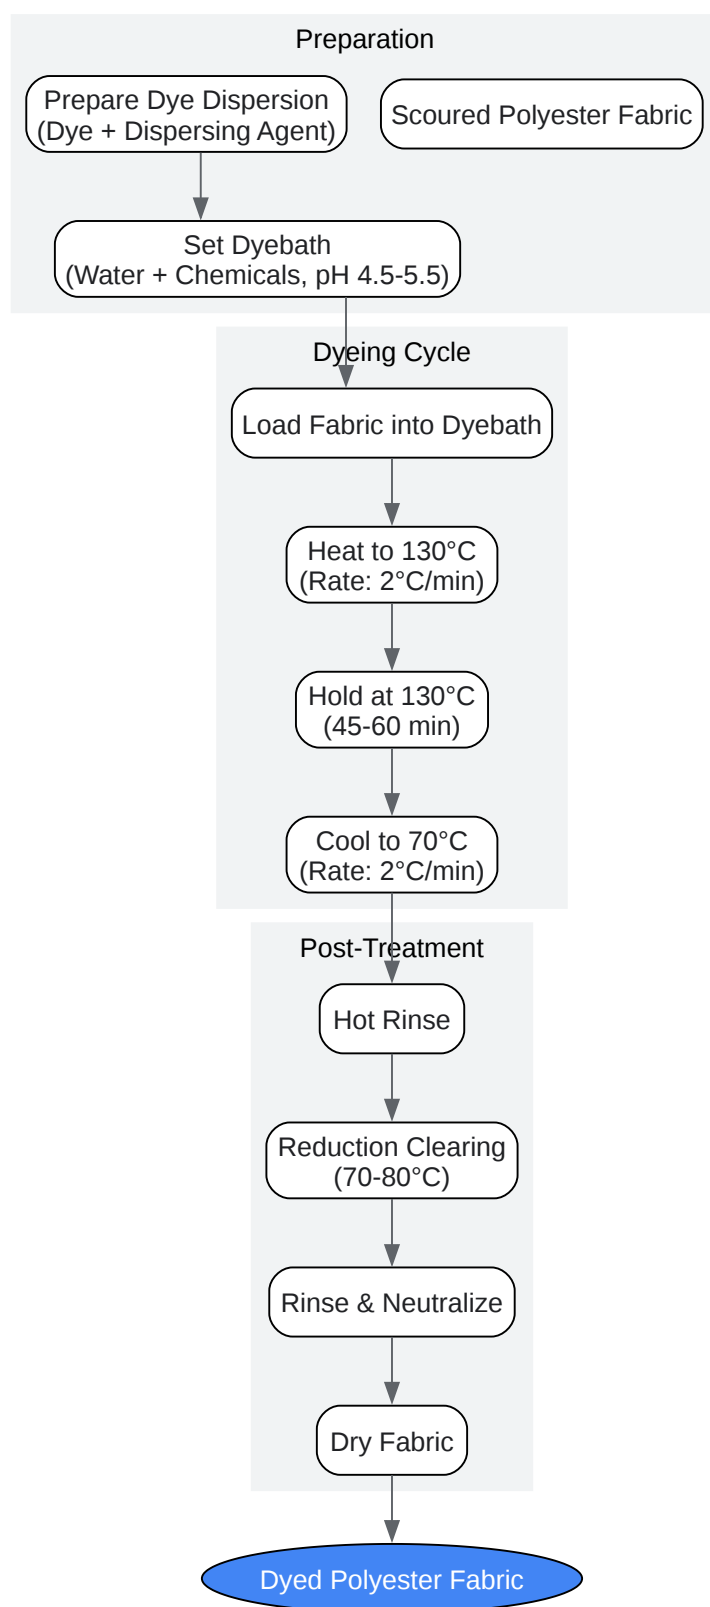 Preparation
Prepare Dye Dispersion
(Dye + Dispersing Agent)
Scoured Polyester Fabric
Set Dyebath
(Water + Chemicals, pH 4.5-5.5)
Dyeing Cycle
Load Fabric into Dyebath
Heat to 130°C
(Rate: 2°C/min)
Hold at 130°C
(45-60 min)
Cool to 70°C
(Rate: 2°C/min)
Post-Treatment
Hot Rinse
Reduction Clearing
(70-80°C)
Rinse & Neutralize
Dry Fabric
Dyed Polyester Fabric